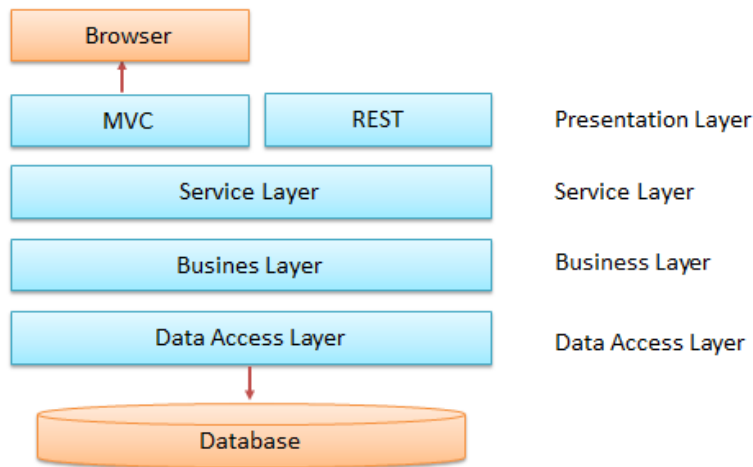 Browser
MVC
REST
Presentation Layer
Service Layer
Service Layer
Busines Layer
Business Layer
Data Access Layer
Data Access Layer
Database